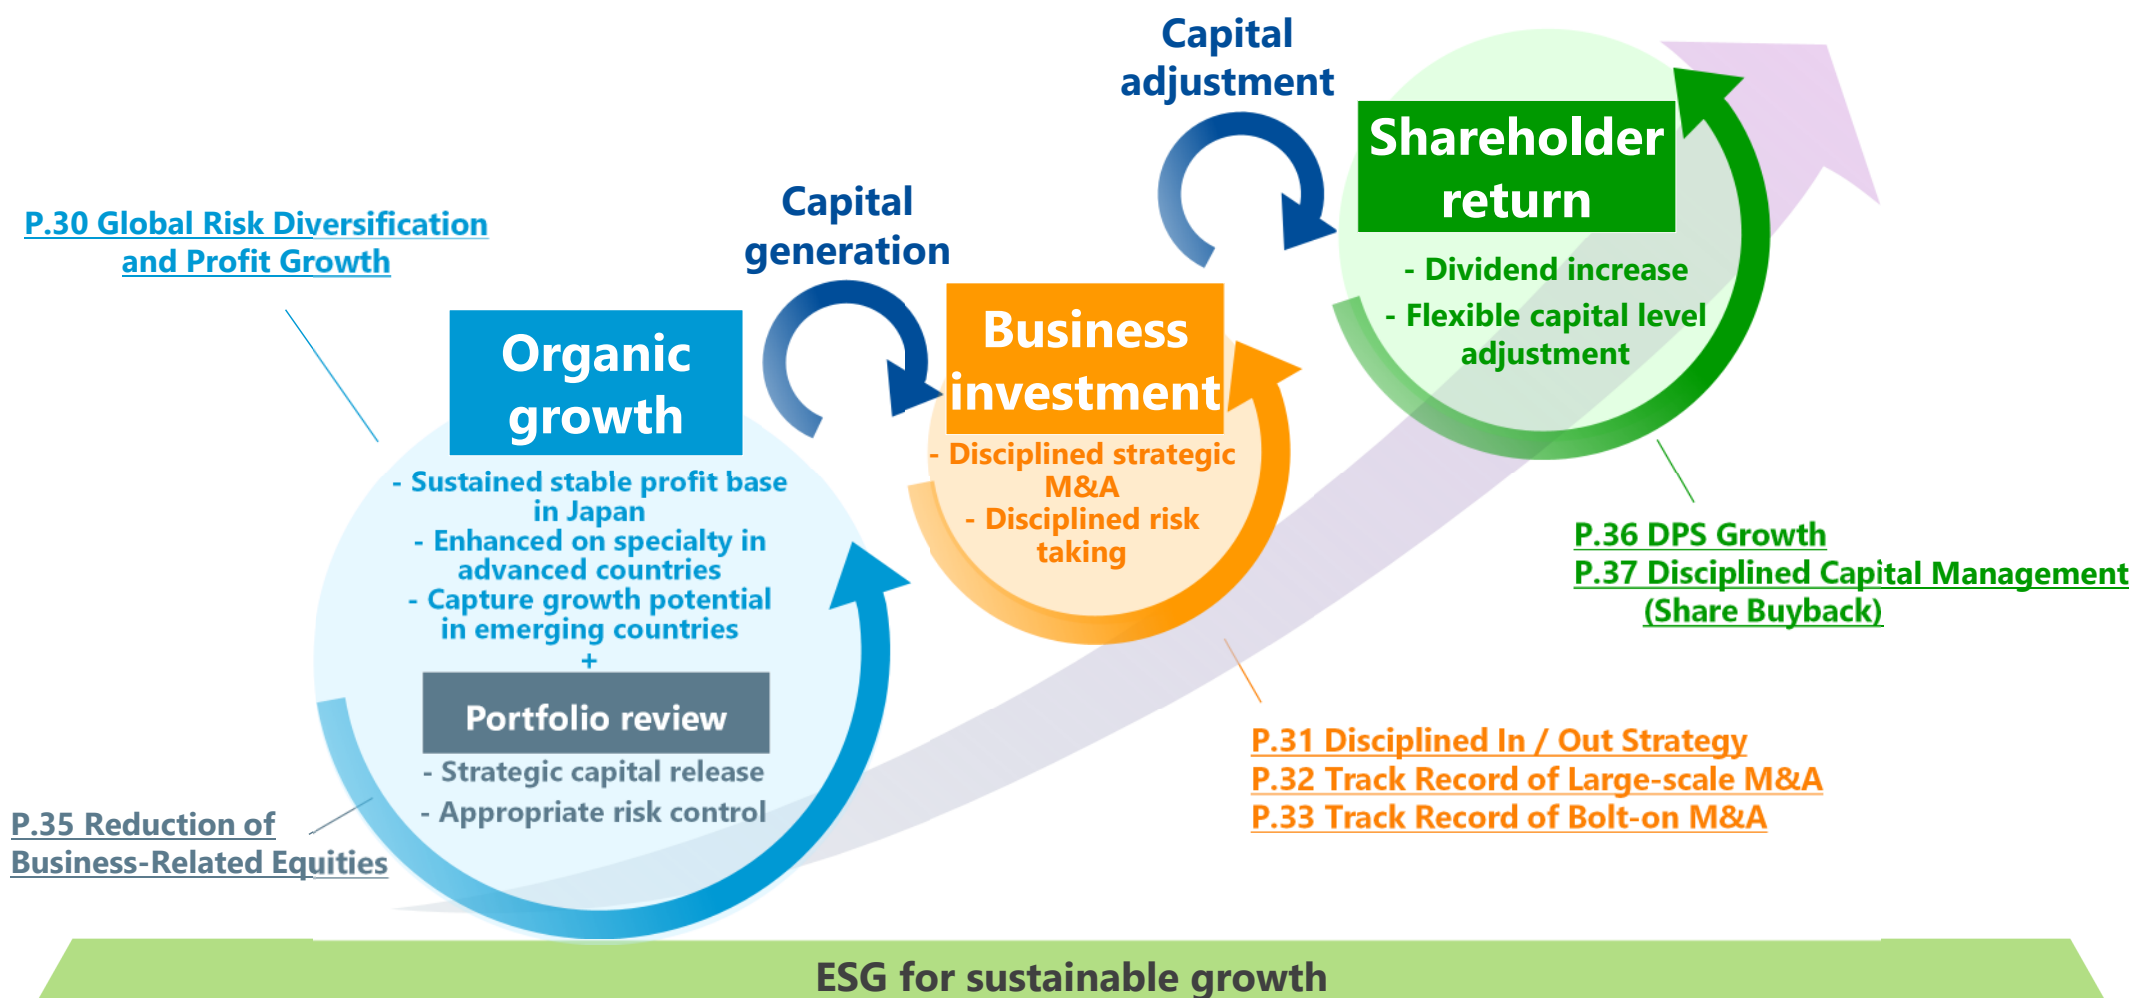 Capital
adjustment
Shareholder
return
- Dividend increase
- Flexible capital level
adjustment
P.36 DPS Growth
P.37 Disciplined Capital Management
(Share Buyback)
Capital
generation
Business
investment
- Disciplined strategic
M&A
- Disciplined risk
taking
P.31 Disciplined In / Out Strategy
P.32 Track Record of Large-scale M&A
P.33 Track Record of Bolt-on M&A
P.30 Global Risk Diversification
and Profit Growth
Organic
growth
- Sustained stable profit base
in Japan
- Enhanced on specialty in
advanced countries
- Capture growth potential
in emerging countries
+
Portfolio review
- Strategic capital release
- Appropriate risk control
P.35 Reduction of
Business-Related Equities
ESG for sustainable growth